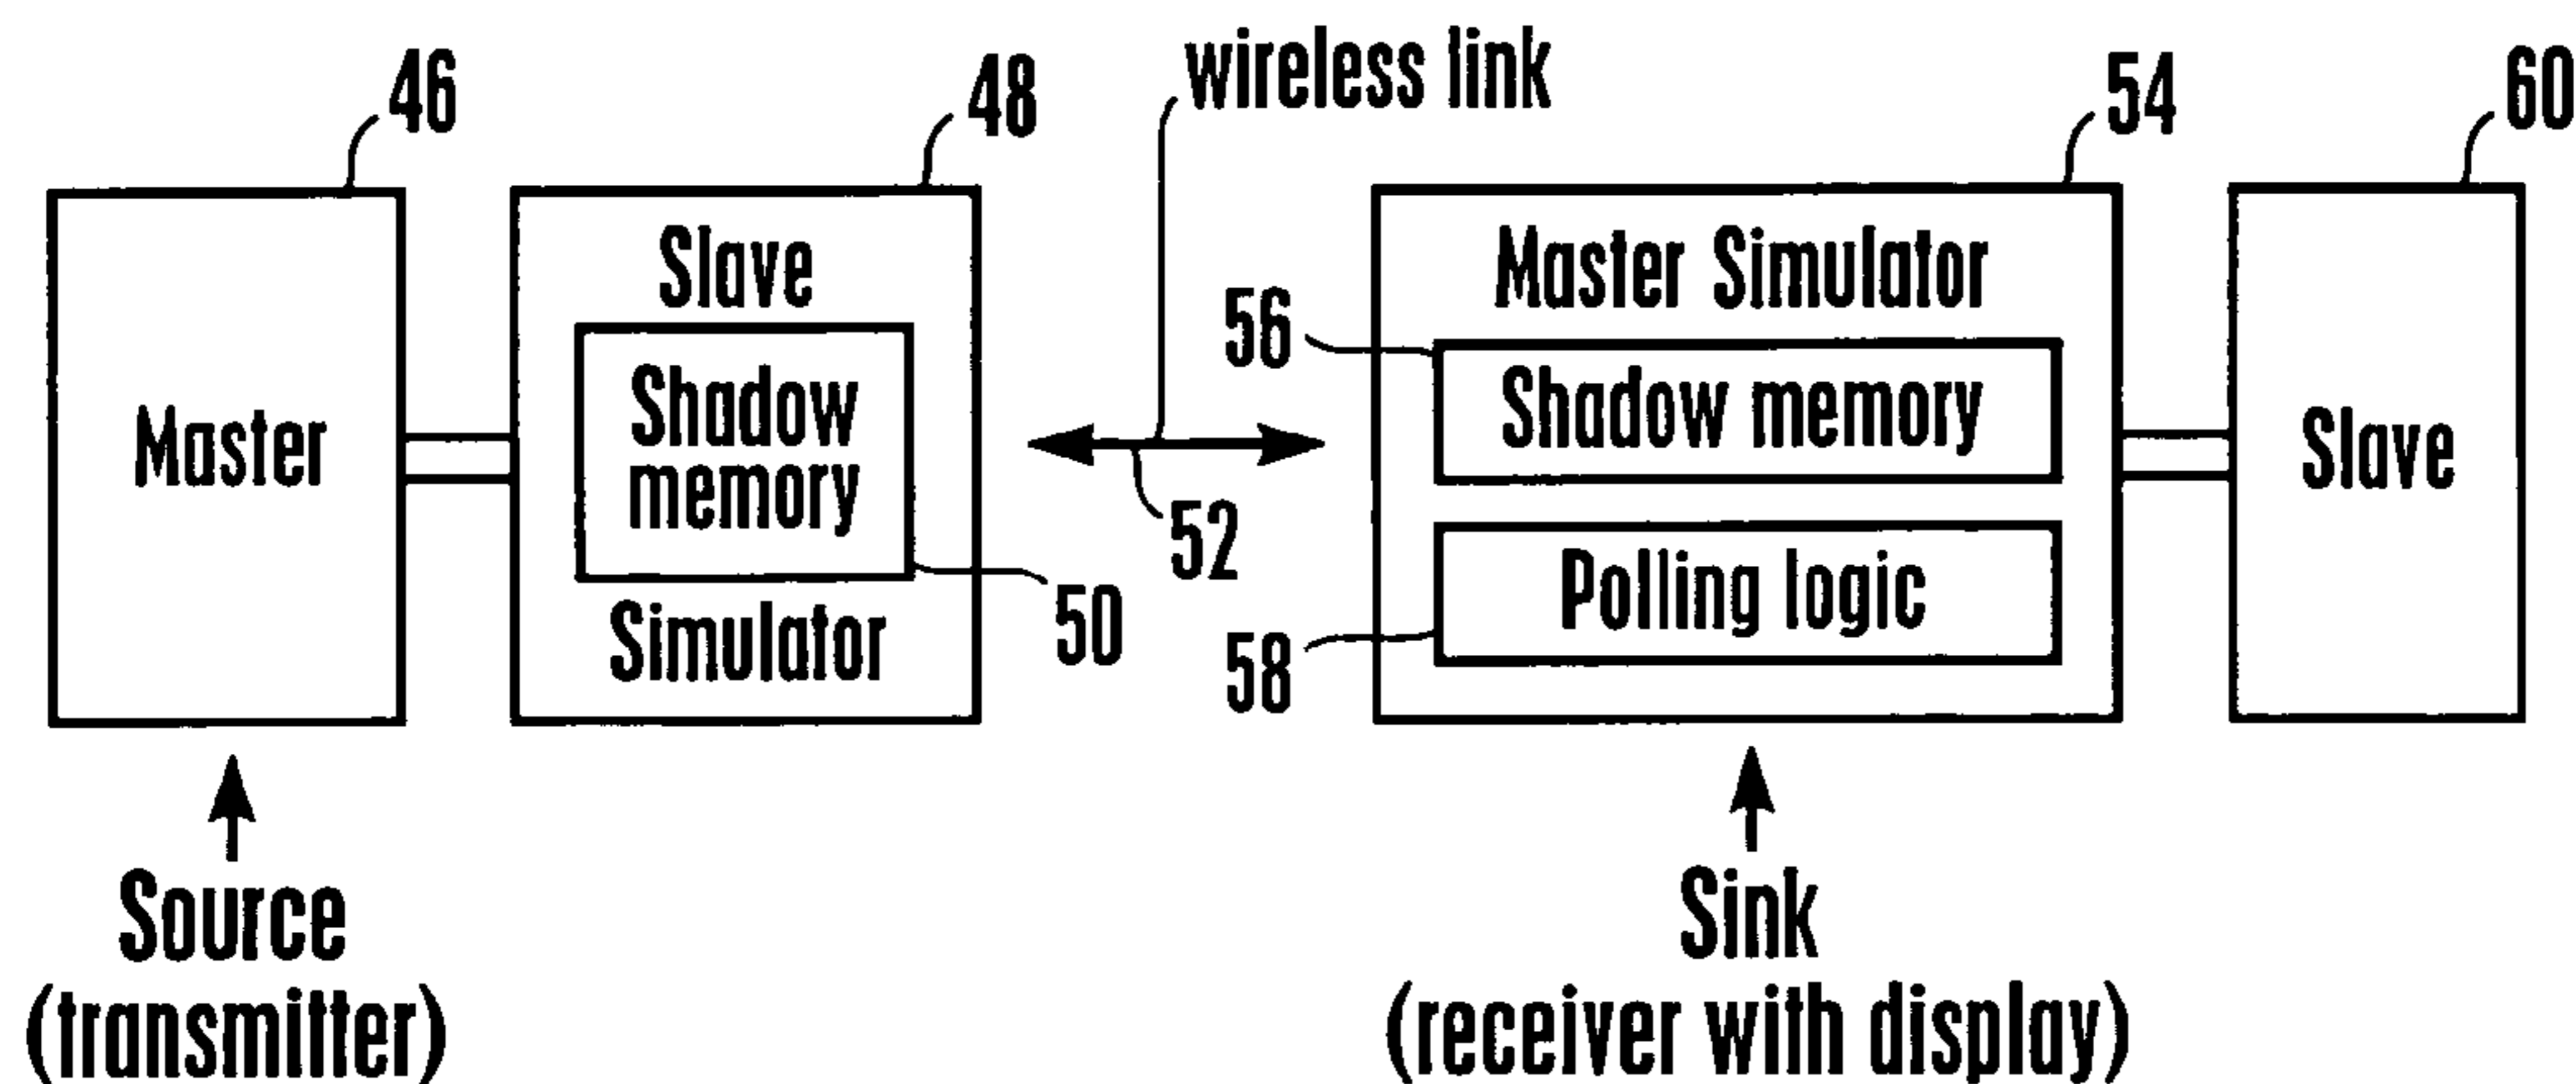 46
48
wireless link
54
60
Master
Slave
Shadow
memory
Simulator
50
52
Master Simulator
56
Shadow memory
Polling logic
58
Slave
Source
(transmitter)
Sink
(receiver with display)